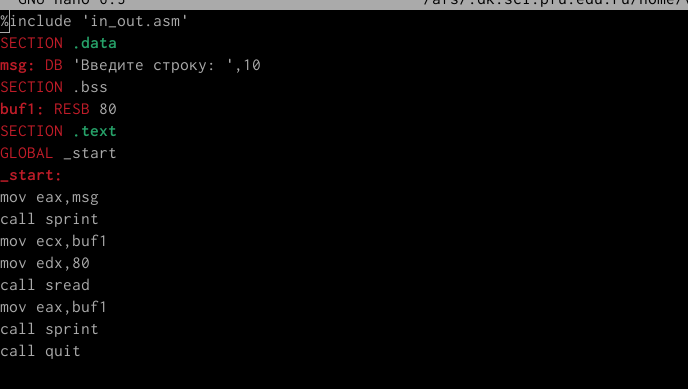 GNU nano 6.3 /afs/.dk.sci.pfu.edu.ru/home/
%include 'in_out.asm'
SECTION .data
msg: DB 'Введите строку: ',10
SECTION .bss
buf1: RESB 80
SECTION .text
GLOBAL _start
_start:
mov eax,msg
call sprint
mov ecx,buf1
mov edx,80
call sread
mov eax,buf1
call sprint
call quit